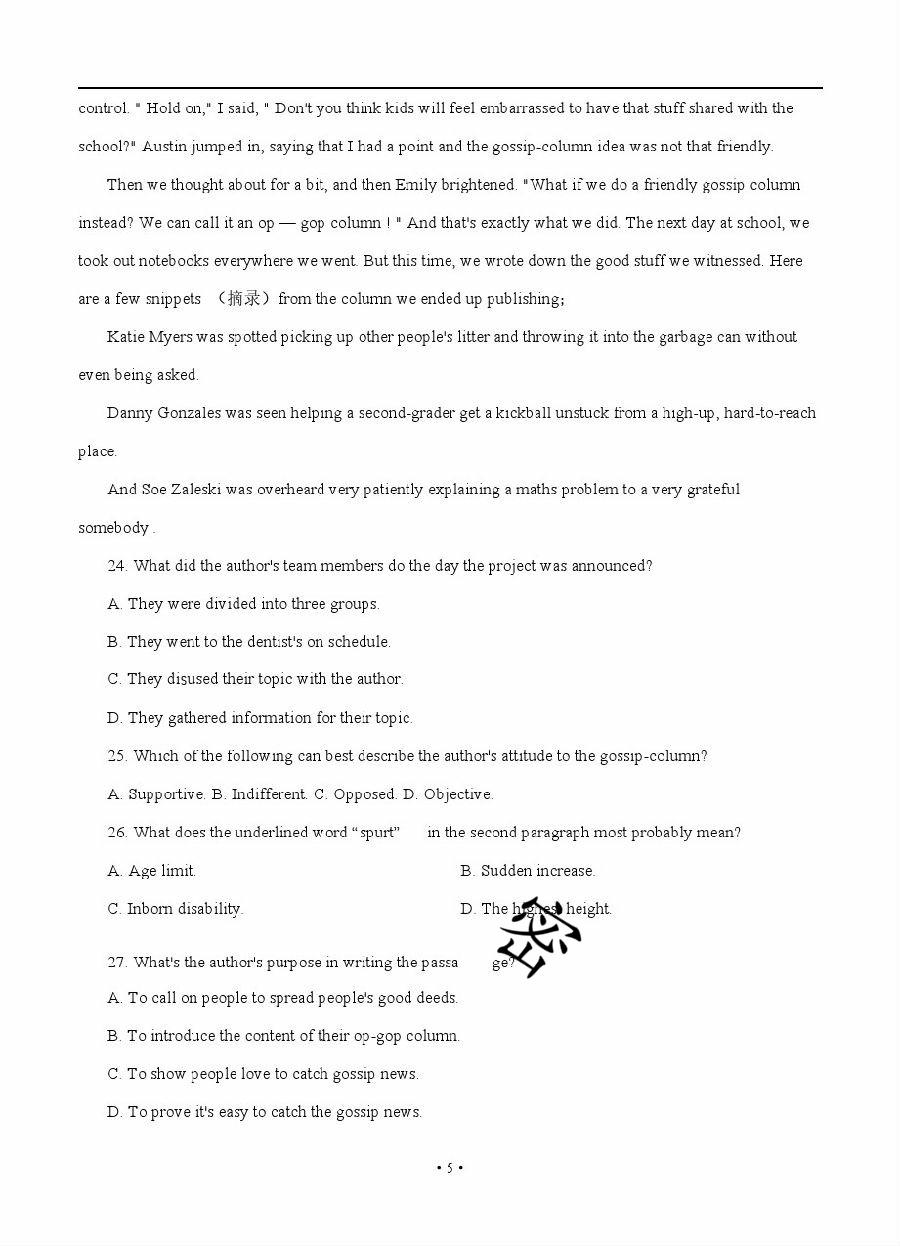 control. " Hold on," I said, " Don't you think kids will feel embarrassed to have that stuff shared with the
school?" Austin jumped in, saying that I had a point and the gossip-column idea was not that friendly.
Then we thought about for a bit, and then Emily brightened. "What if we do a friendly gossip column
instead? We can call it an op — gop column ! " And that's exactly what we did. The next day at school, we
took out notebocks everywhere we went. But this time, we wrote down the good stuff we witnessed. Here
are a few snippets （摘录）from the column we ended up publishing;
Katie Myers was spotted picking up other people's litter and throwing it into the garbage can without
even being asked.
Danny Gonzales was seen helping a second-grader get a kickball unstuck from a high-up, hard-to-reach
place.
And Soe Zaleski was overheard very patiently explaining a maths problem to a very grateful
somebody .
24. What did the author's team members do the day the project was announced?
A. They were divided into three groups.
B. They went to the dentist's on schedule.
C. They disused their topic with the author.
D. They gathered information for their topic.
25. Which of the following can best describe the author's attitude to the gossip-column?
A. Supportive. B. Indifferent. C. Opposed. D. Objective.
26. What does the underlined word “spurt” in the second paragraph most probably mean?
A. Age limit. B. Sudden increase.
C. Inborn disability. D. The highest height.
密
27. What's the author's purpose in writing the passa ge?
A. To call on people to spread people's good deeds.
B. To introduce the content of their op-gop column.
C. To show people love to catch gossip news.
D. To prove it's easy to catch the gossip news.
• 5 •